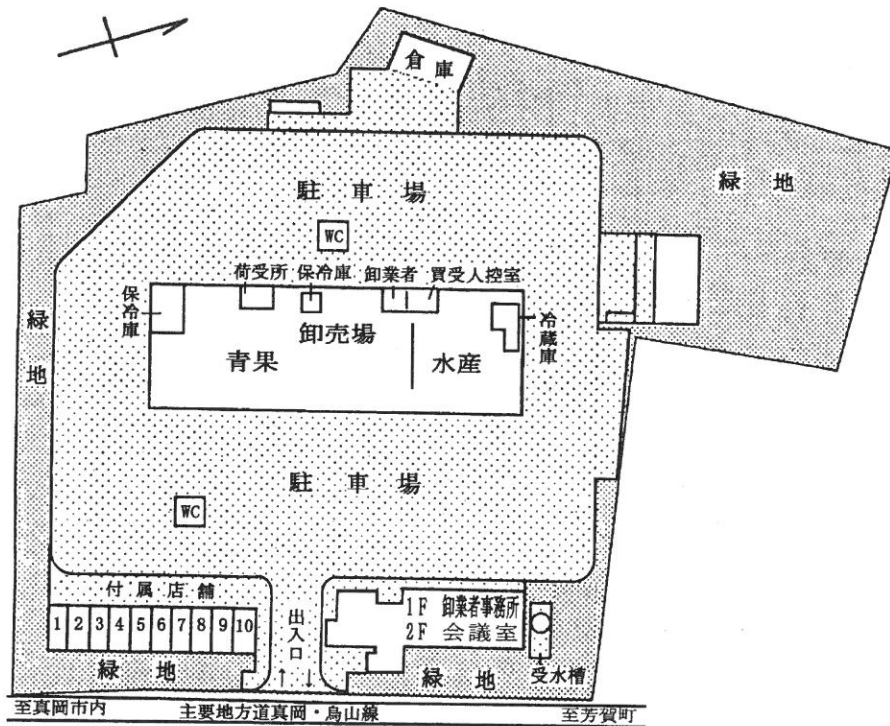 倉庫
緑地
駐車場
WC
荷受所 保冷庫 卸業者 買受人控室
保冷庫
卸売場
冷蔵庫
青果 水産
緑地
駐車場
WC
付属店舗
1 2 3 4 5 6 7 8 9 10
出入口
↑ ↓
1F 卸業者事務所
2F 会議室
緑地
緑地
受水槽
至真岡市内 主要地方道真岡・烏山線 至芳賀町